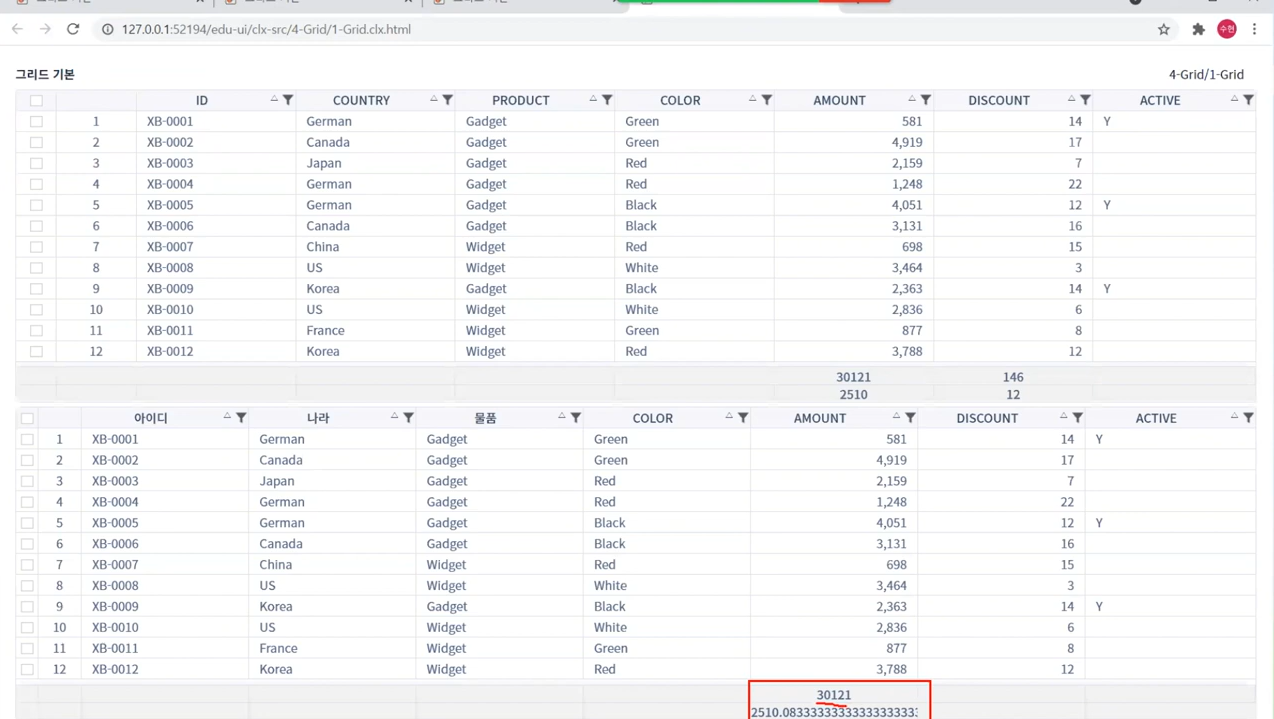 127.0.0.1:52194/edu-ui/clx-src/4-Grid/1-Grid.clx.html
수현
그리드 기본 4-Grid/1-Grid
ID COUNTRY PRODUCT COLOR AMOUNT DISCOUNT ACTIVE
1 XB-0001 German Gadget Green 581 14 Y
2 XB-0002 Canada Gadget Green 4,919 17
3 XB-0003 Japan Gadget Red 2,159 7
4 XB-0004 German Gadget Red 1,248 22
5 XB-0005 German Gadget Black 4,051 12 Y
6 XB-0006 Canada Gadget Black 3,131 16
7 XB-0007 China Widget Red 698 15
8 XB-0008 US Widget White 3,464 3
9 XB-0009 Korea Gadget Black 2,363 14 Y
10 XB-0010 US Widget White 2,836 6
11 XB-0011 France Widget Green 877 8
12 XB-0012 Korea Widget Red 3,788 12
30121 146
2510 12
아이디 나라 물품 COLOR AMOUNT DISCOUNT ACTIVE
1 XB-0001 German Gadget Green 581 14 Y
2 XB-0002 Canada Gadget Green 4,919 17
3 XB-0003 Japan Gadget Red 2,159 7
4 XB-0004 German Gadget Red 1,248 22
5 XB-0005 German Gadget Black 4,051 12 Y
6 XB-0006 Canada Gadget Black 3,131 16
7 XB-0007 China Widget Red 698 15
8 XB-0008 US Widget White 3,464 3
9 XB-0009 Korea Gadget Black 2,363 14 Y
10 XB-0010 US Widget White 2,836 6
11 XB-0011 France Widget Green 877 8
12 XB-0012 Korea Widget Red 3,788 12
30121